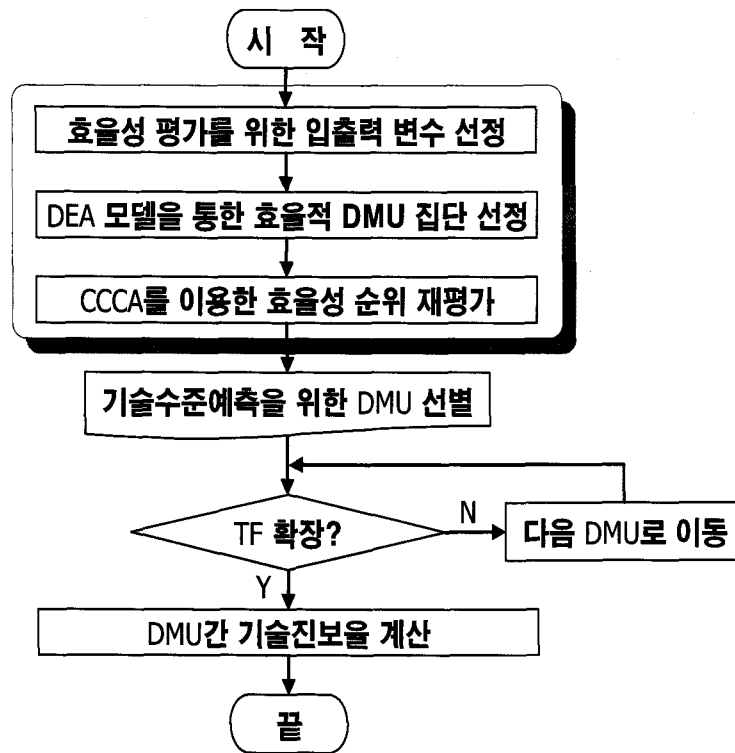 시 작
효율성 평가를 위한 입출력 변수 선정
DEA 모델을 통한 효율적 DMU 집단 선정
CCCA를 이용한 효율성 순위 재평가
기술수준예측을 위한 DMU 선별
TF 확장?
N
다음 DMU로 이동
Y
DMU간 기술진보율 계산
끝